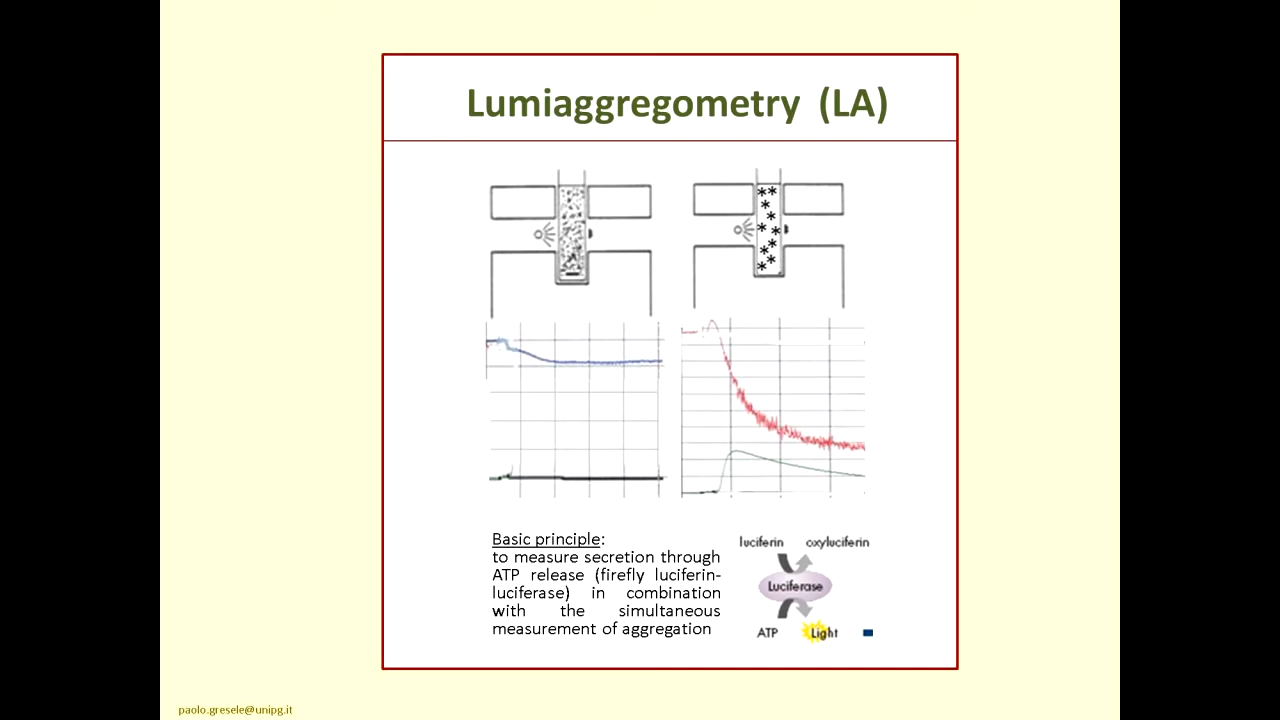 Lumiaggregometry (LA)
Basic principle:
to measure secretion through
ATP release (firefly luciferin-
luciferase) in combination
with the simultaneous
measurement of aggregation
luciferin oxyluciferin
Luciferase
ATP Light
paolo.gresele@unipg.it